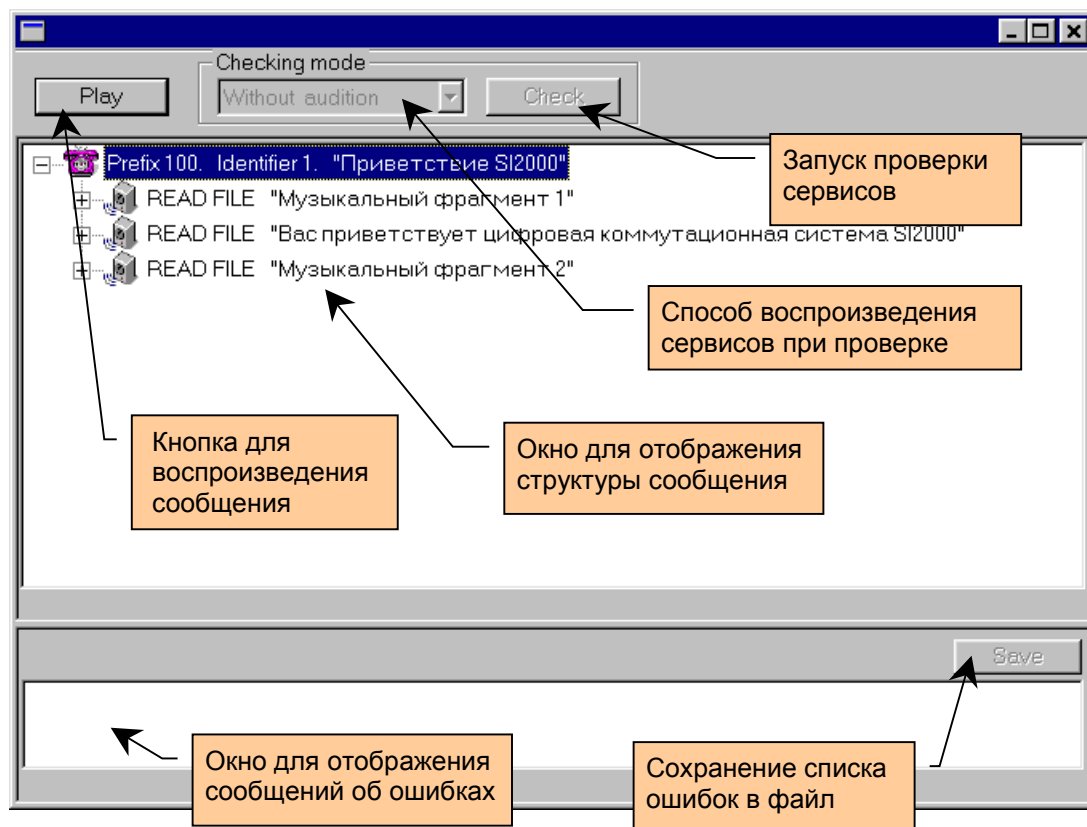 Checking mode
Play
Without audition
Check
Запуск проверки
сервисов
Prefix 100. Identifier 1. "Приветствие SI2000"
READ FILE "Музыкальный фрагмент 1"
READ FILE "Вас приветствует цифровая коммутационная система SI2000"
READ FILE "Музыкальный фрагмент 2"
Способ воспроизведения
сервисов при проверке
Кнопка для
воспроизведения
сообщения
Окно для отображения
структуры сообщения
Save
Окно для отображения
сообщений об ошибках
Сохранение списка
ошибок в файл